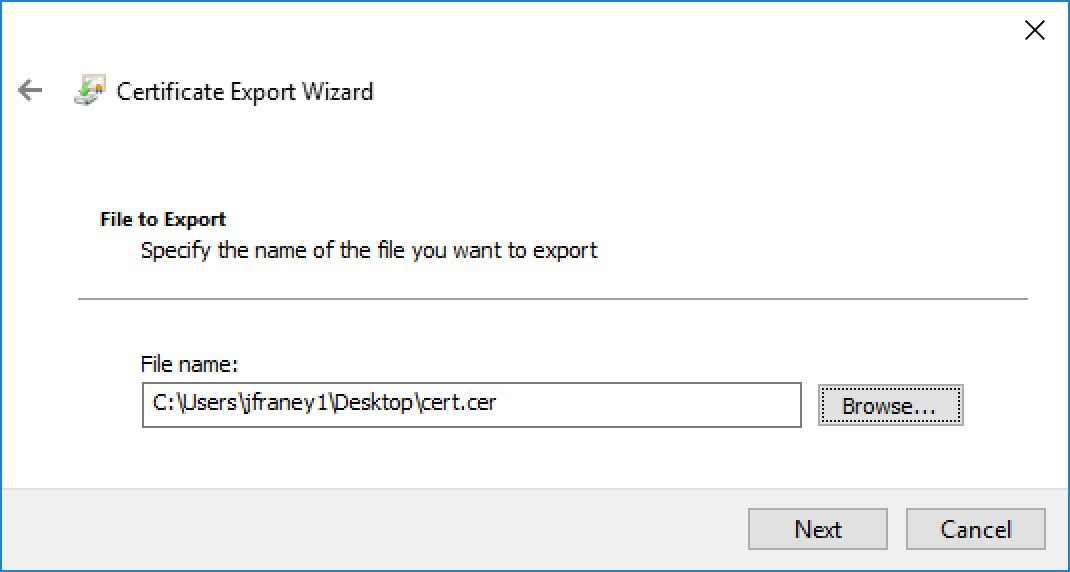 Certificate Export Wizard
File to Export
Specify the name of the file you want to export
File name:
C:\Users\jfraney1\Desktop\cert.cer
Browse...
Next
Cancel